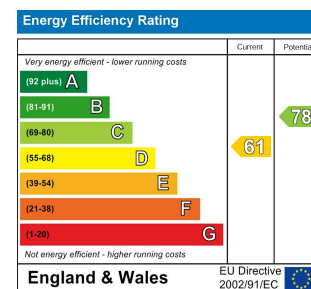 Energy Efficiency Rating
Current Potentia
Very energy efficient - lower running costs
(92 plus) A
(81-91) B
78
(69-80) C
61
(55-68) D
(39-54) E
(21-38) F
(1-20) G
Not energy efficient - higher running costs
England & Wales
EU Directive
2002/91/EC